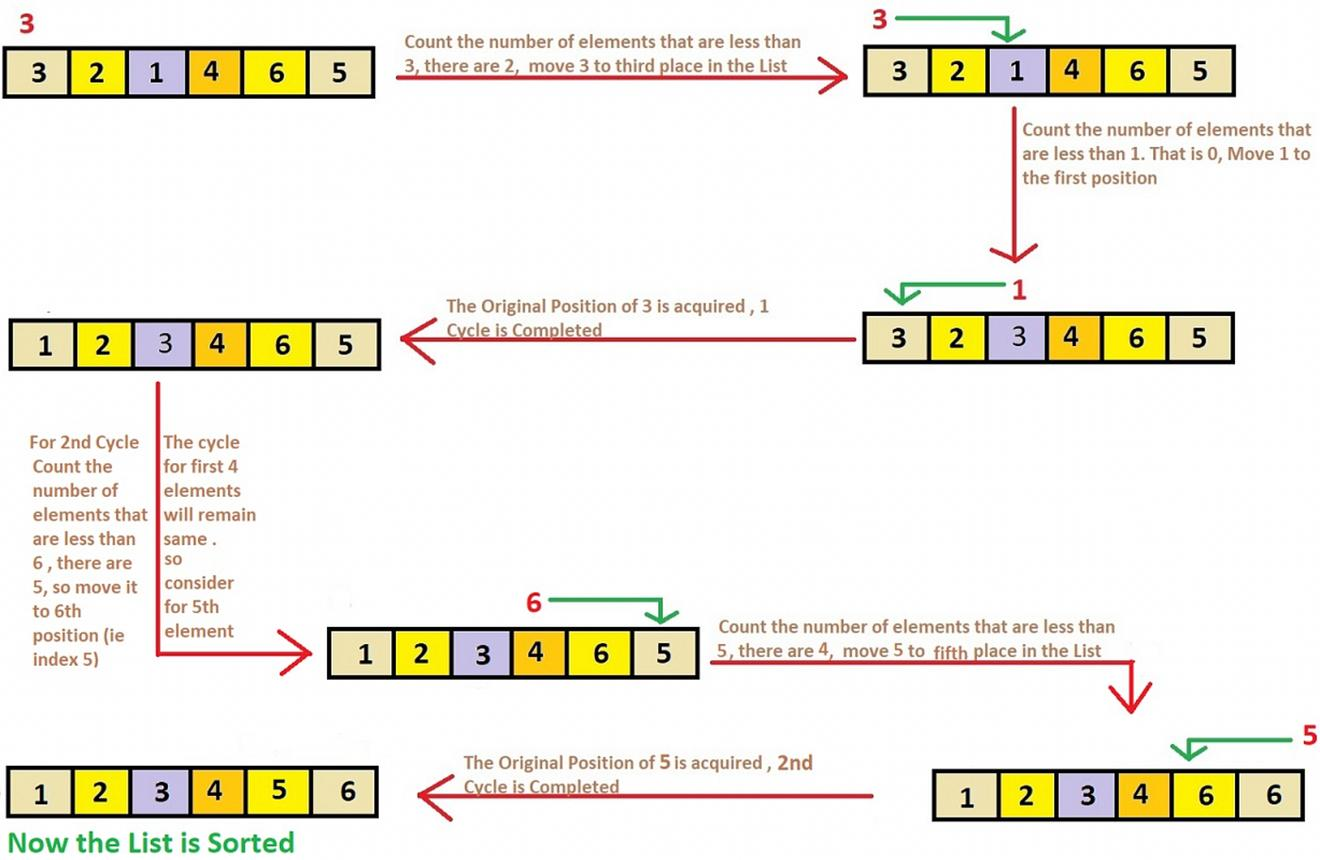 3
3 2 1 4 6 5
Count the number of elements that are less than
3, there are 2, move 3 to third place in the List
3
3 2 1 4 6 5
Count the number of elements that
are less than 1. That is 0, Move 1 to
the first position
1
3 2 3 4 6 5
The Original Position of 3 is acquired , 1
Cycle is Completed
1 2 3 4 6 5
For 2nd Cycle
Count the
number of
elements that
are less than
6 , there are
5, so move it
to 6th
position (ie
index 5)
The cycle
for first 4
elements
will remain
same .
so
consider
for 5th
element
6
1 2 3 4 6 5
Count the number of elements that are less than
5, there are 4, move 5 to fifth place in the List
5
1 2 3 4 6 6
The Original Position of 5 is acquired , 2nd
Cycle is Completed
1 2 3 4 5 6
Now the List is Sorted